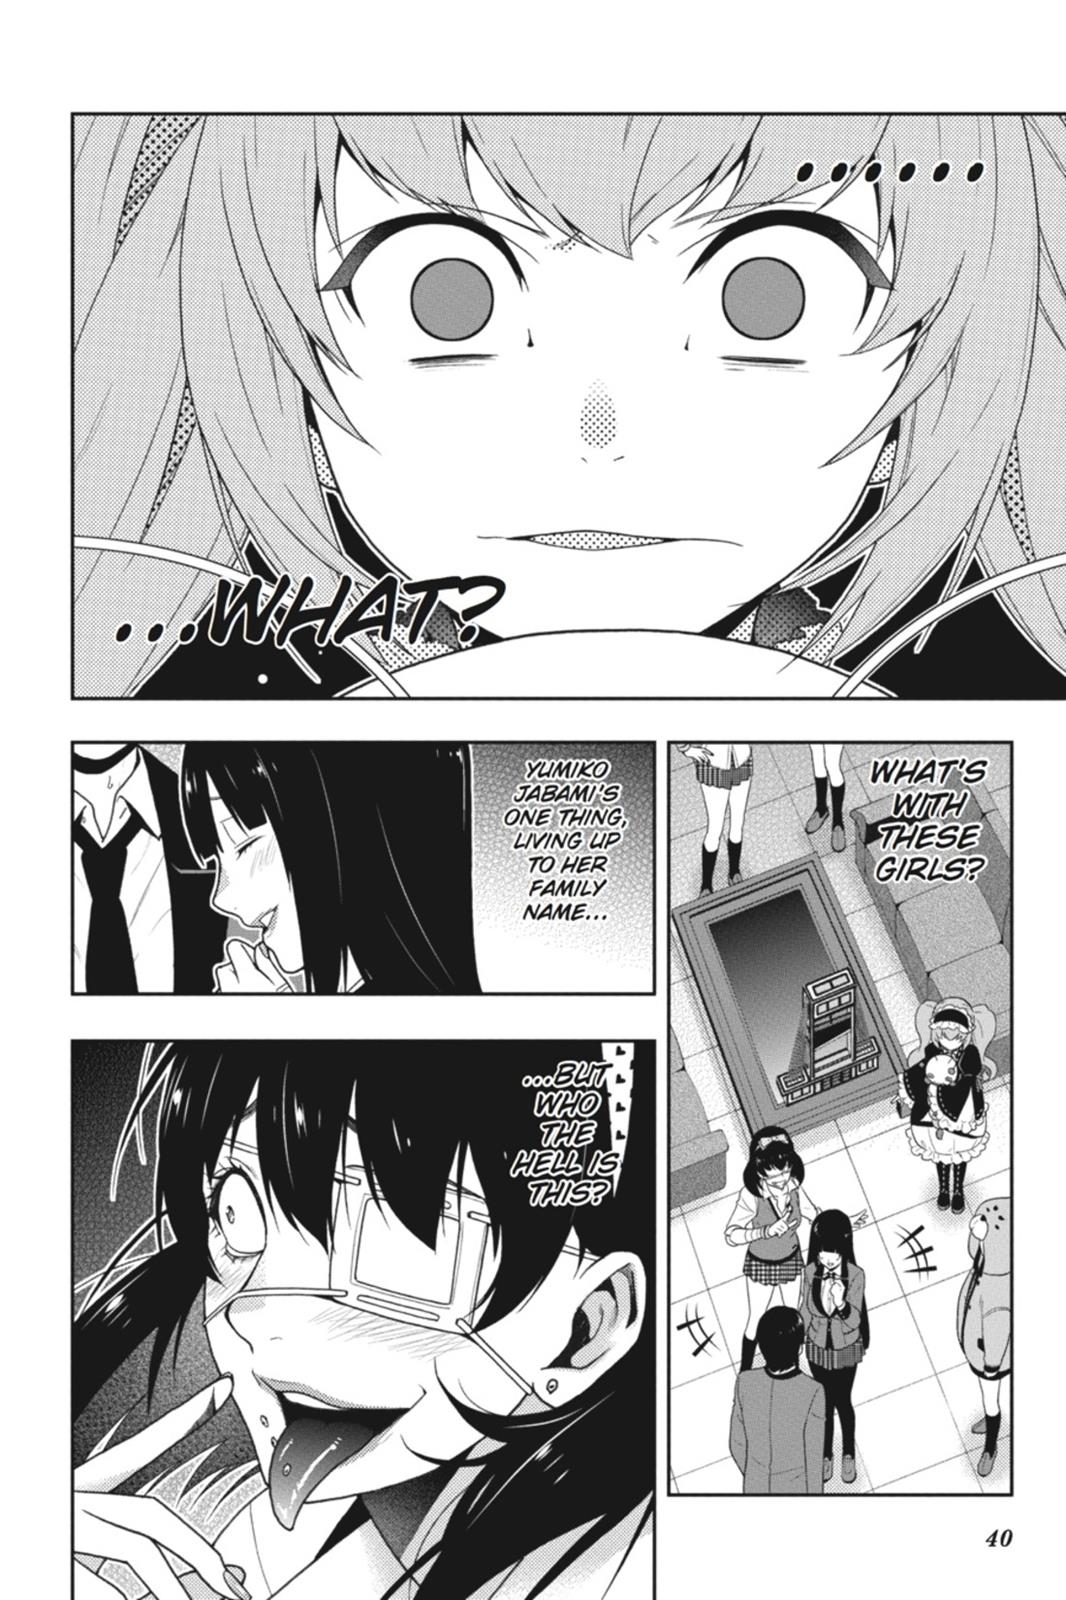 ......
...WHAT?
WHAT'S
WITH
THESE
GIRLS?
YUMIKO
JABAMI'S
ONE THING,
LIVING UP
TO HER
FAMILY
NAME...
...BUT
WHO
THE
HELL IS
THIS?
40